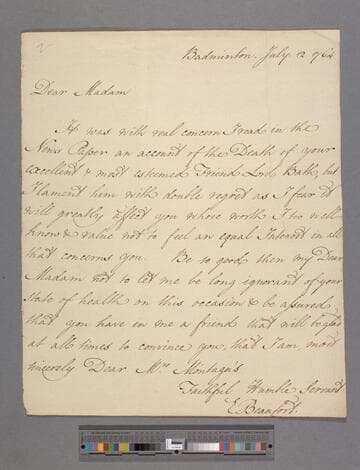 Badminton. July 12 1764
Dear Madam
It was with real concern I read in the
News Paper an account of the Death of your
excellent & most esteemed Friend Lord Bath, but
I lament him with double regret as I fear it
will greatly affect you whose worth I too well
know & value not to feel an equal Interest in all
that concerns you. Be so good then my Dear
Madam not to let me be long ignorant of your
state of health on this occasion & be assured,
that you have in me a friend that will be glad
at all times to convince you, that I am most
sincerely Dear Mrs Montagu's
Faithful Humble Servant
E Beaufort.